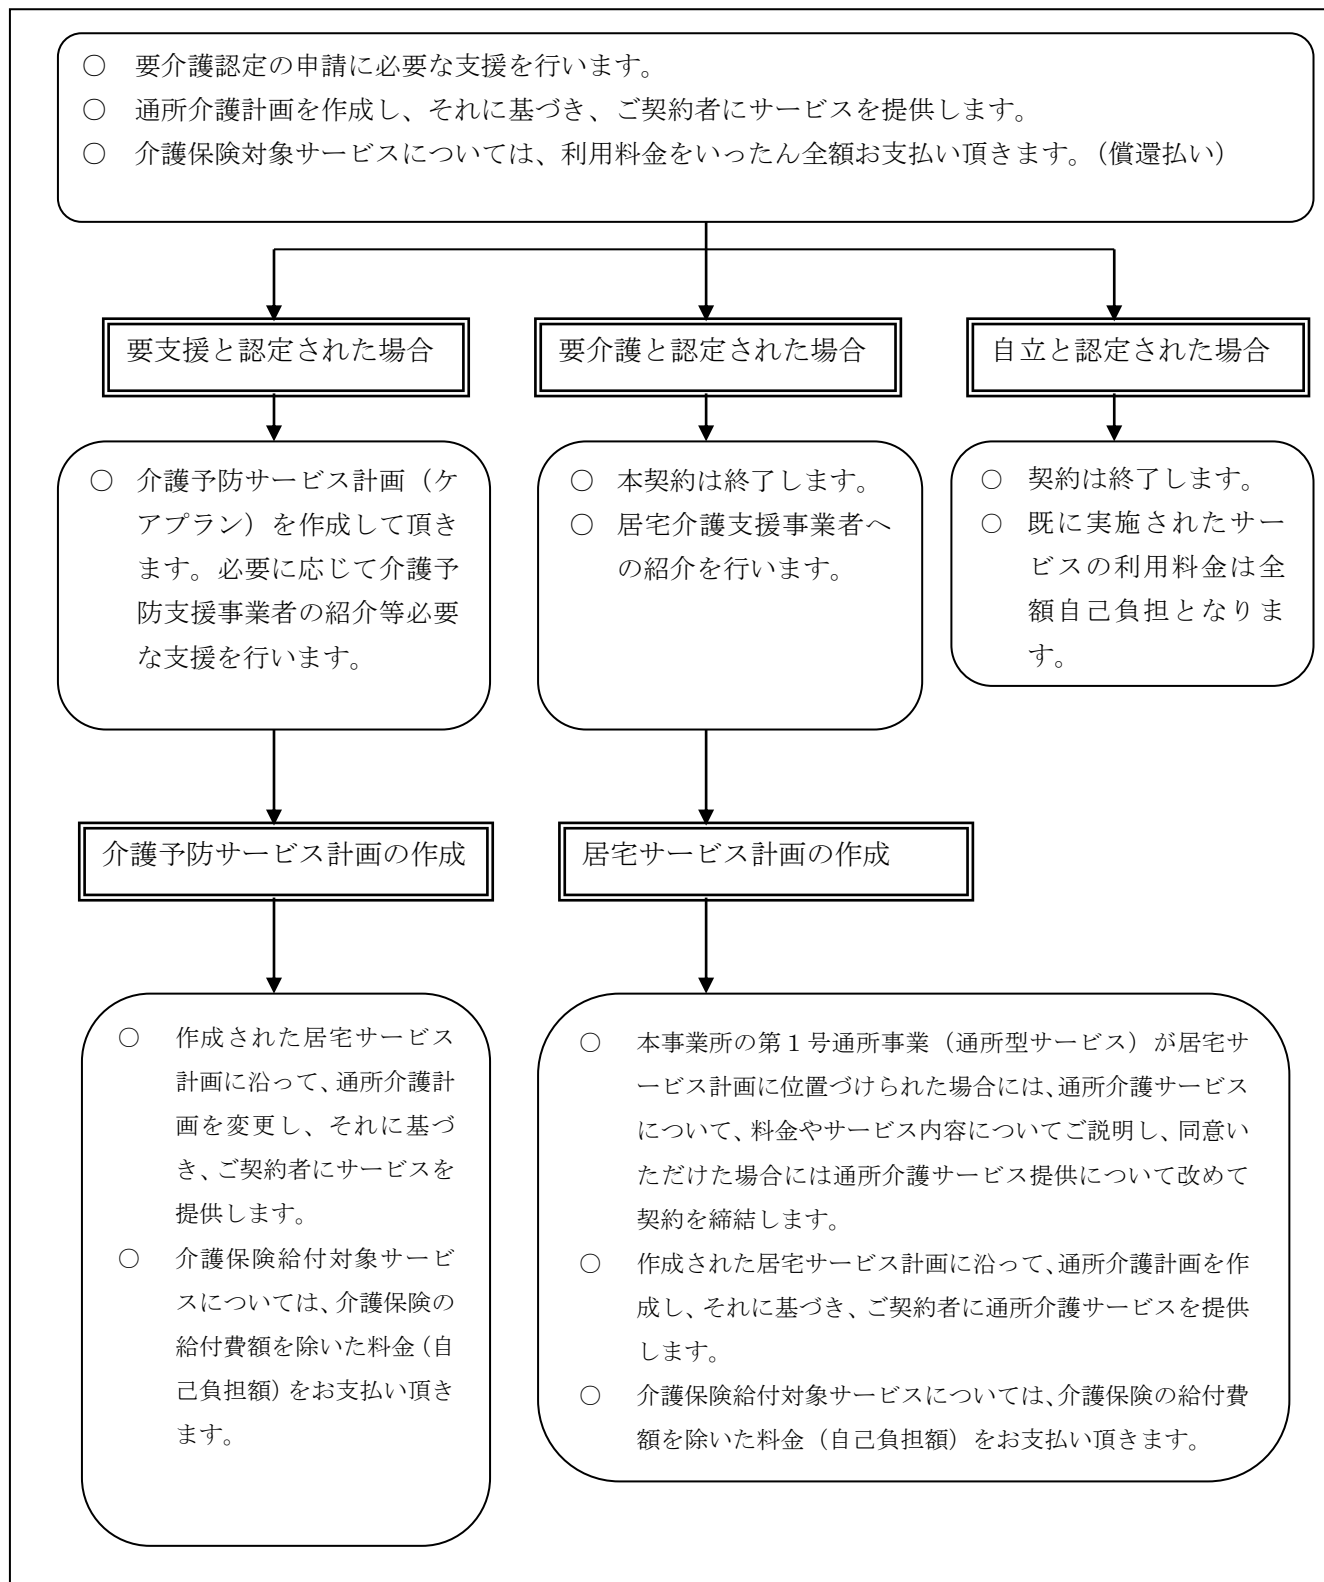 ○ 要介護認定の申請に必要な支援を行います。
○ 通所介護計画を作成し、それに基づき、ご契約者にサービスを提供します。
○ 介護保険対象サービスについては、利用料金をいったん全額お支払い頂きます。（償還払い）
要支援と認定された場合
要介護と認定された場合
自立と認定された場合
○ 介護予防サービス計画（ケ
アプラン）を作成して頂き
ます。必要に応じて介護予
防支援事業者の紹介等必要
な支援を行います。
○ 本契約は終了します。
○ 居宅介護支援事業者へ
の紹介を行います。
○ 契約は終了します。
○ 既に実施されたサー
ビスの利用料金は全
額自己負担となりま
す。
介護予防サービス計画の作成
居宅サービス計画の作成
○ 作成された居宅サービス
計画に沿って、通所介護計
画を変更し、それに基づ
き、ご契約者にサービスを
提供します。
○ 介護保険給付対象サービ
スについては、介護保険の
給付費額を除いた料金（自
己負担額）をお支払い頂き
ます。
○ 本事業所の第１号通所事業（通所型サービス）が居宅サ
ービス計画に位置づけられた場合には、通所介護サービス
について、料金やサービス内容についてご説明し、同意い
ただけた場合には通所介護サービス提供について改めて
契約を締結します。
○ 作成された居宅サービス計画に沿って、通所介護計画を作
成し、それに基づき、ご契約者に通所介護サービスを提供
します。
○ 介護保険給付対象サービスについては、介護保険の給付費
額を除いた料金（自己負担額）をお支払い頂きます。